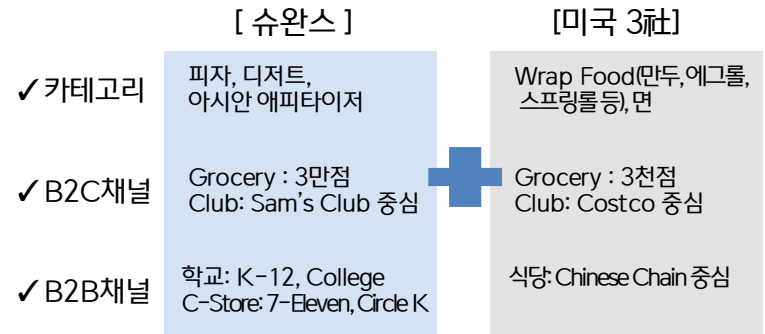 [ 슈완스 ] [미국 3社]
✓카테고리
피자, 디저트,
아시안 애피타이저
Wrap Food(만두,에그롤,
스프링롤 등), 면
✓B2C채널
Grocery : 3만점
Club: Sam's Club 중심
Grocery : 3천점
Club: Costco 중심
✓B2B채널
학교: K-12, College
C-Store: 7-Eleven, Circle K
식당: Chinese Chain 중심